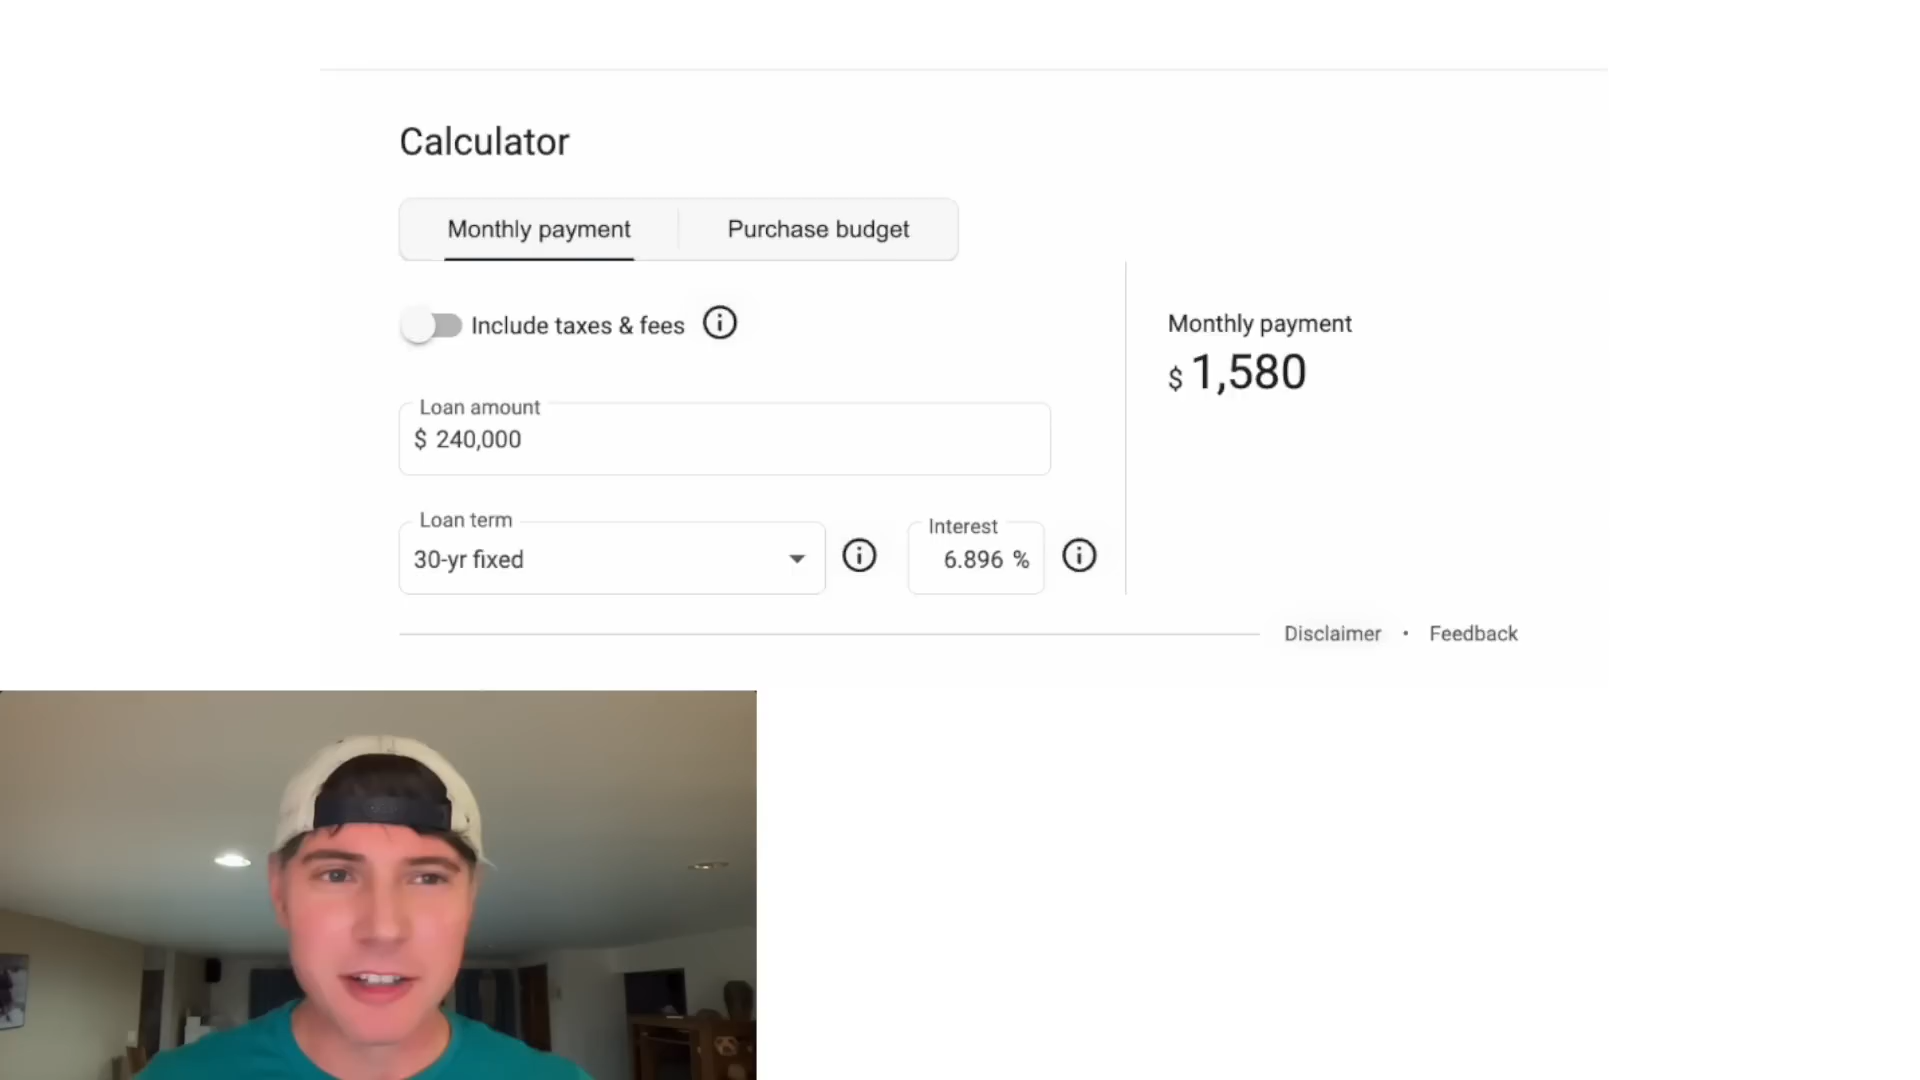 Calculator
Monthly payment
Purchase budget
Include taxes & fees
Monthly payment
$ 1,580
Loan amount
$ 240,000
Loan term
30-yr fixed
Interest
6.896 %
Disclaimer • Feedback